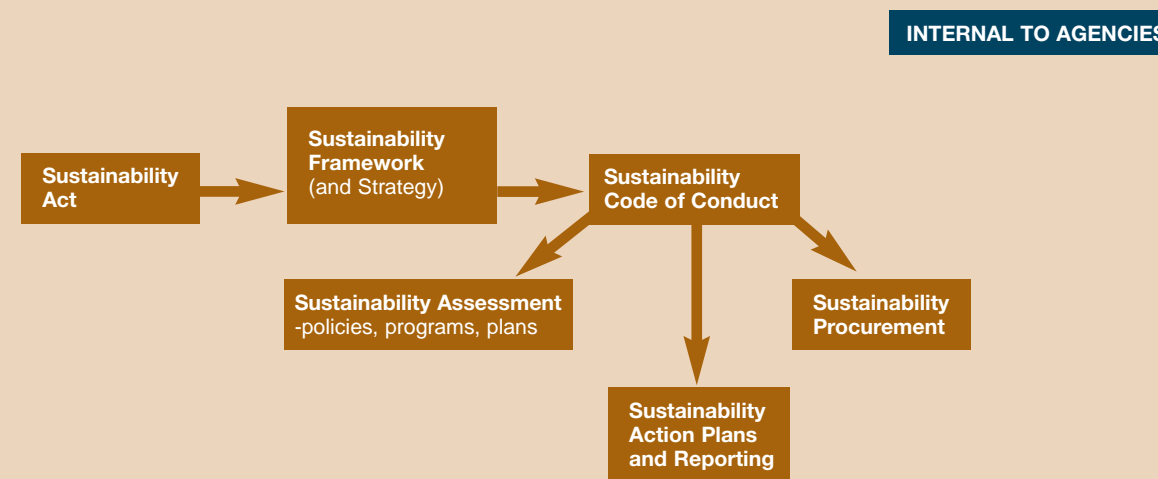 INTERNAL TO AGENCIES
Sustainability
Framework
(and Strategy)
Sustainability
Act
Sustainability
Code of Conduct
Sustainability Assessment
-policies, programs, plans
Sustainability
Procurement
Sustainability
Action Plans
and Reporting